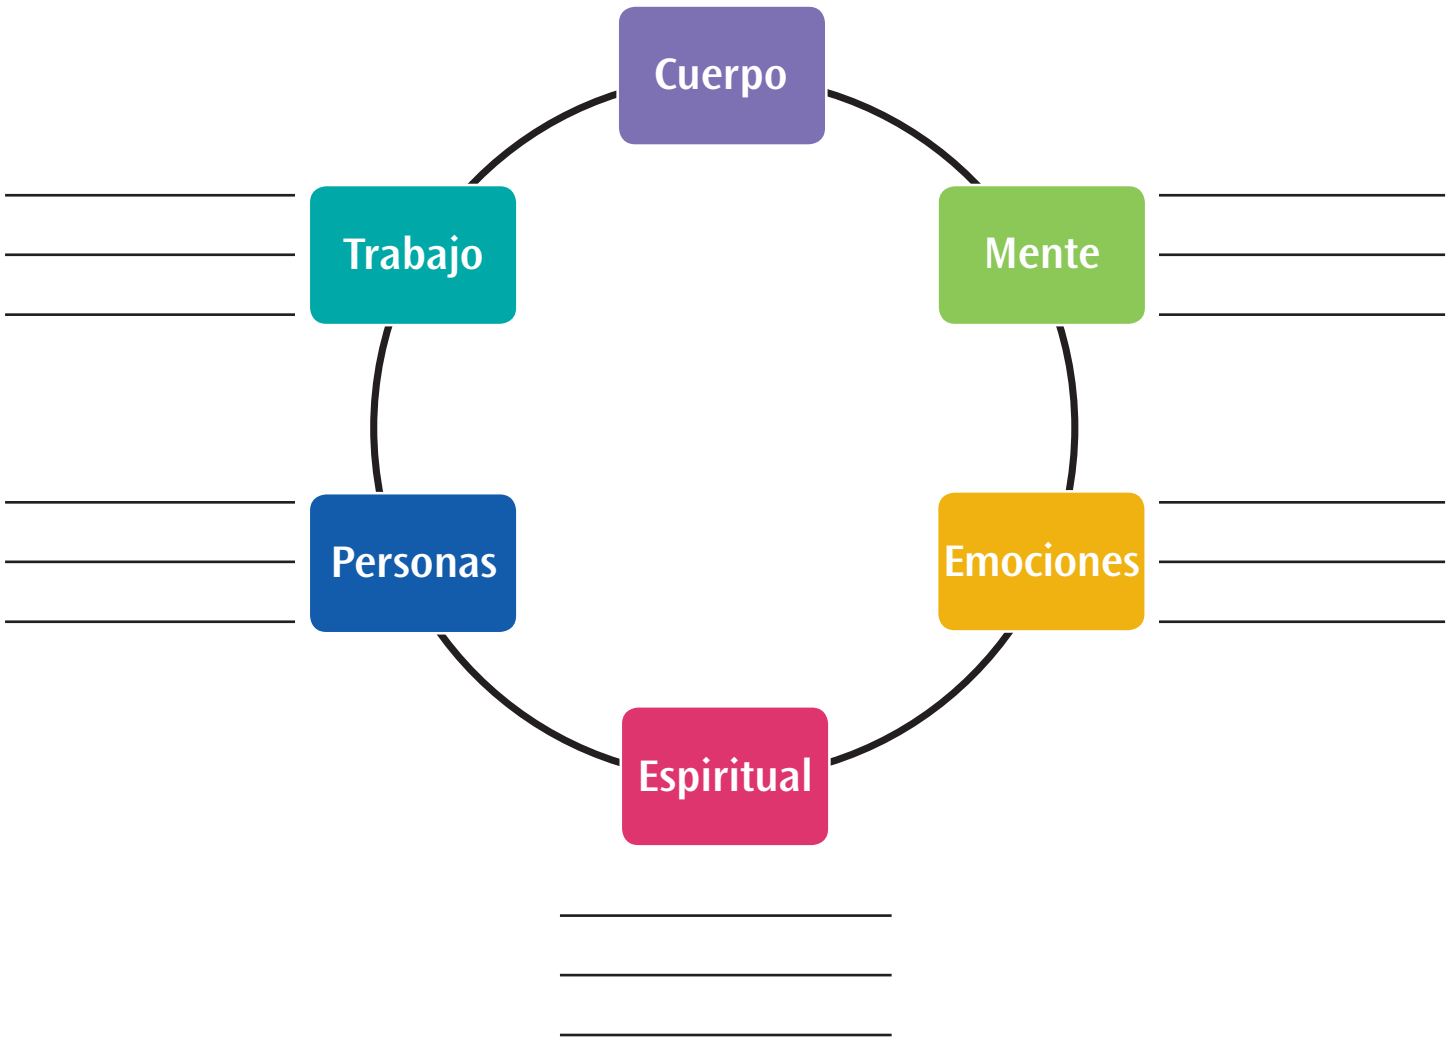 Cuerpo
Trabajo
Mente
Personas
Emociones
Espiritual